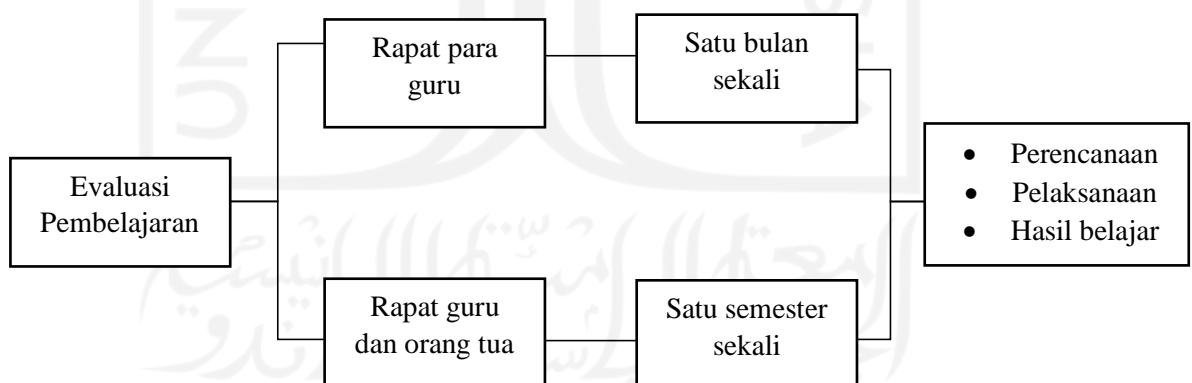 Rapat para
guru
Satu bulan
sekali
Evaluasi
Pembelajaran
• Perencanaan
• Pelaksanaan
• Hasil belajar
Rapat guru
dan orang tua
Satu semester
sekali